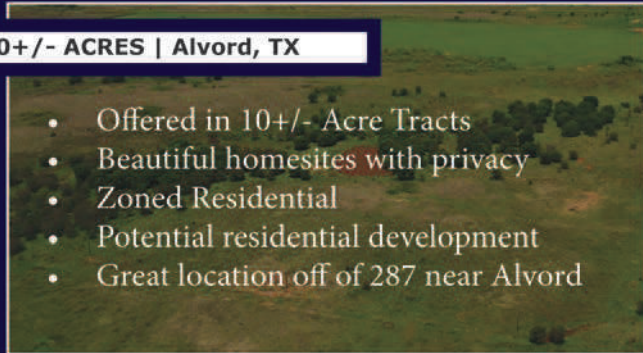 0+/- ACRES | Alvord, TX
• Offered in 10+/- Acre Tracts
• Beautiful homesites with privacy
• Zoned Residential
• Potential residential development
• Great location off of 287 near Alvord